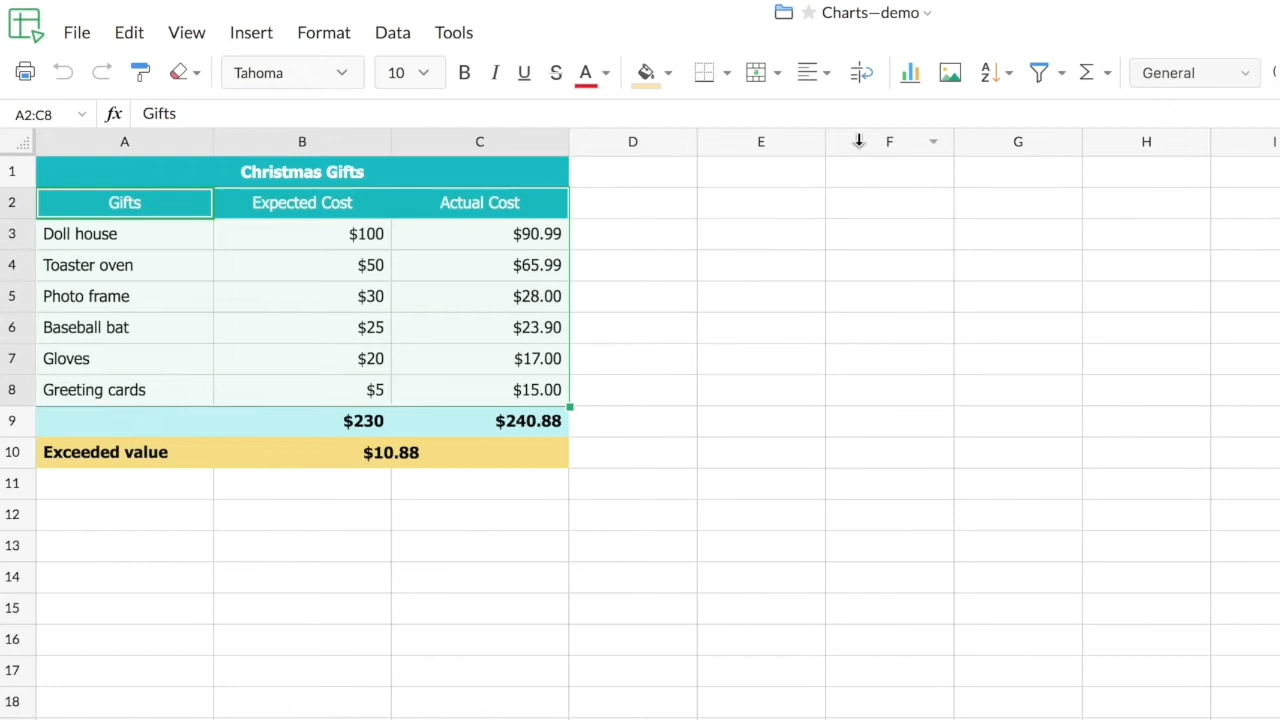 Charts—demo
File Edit View Insert Format Data Tools
Tahoma 10 B I U S A A Z Σ General
A2:C8 fx Gifts
A B C D E F G H I
1 Christmas Gifts
2 Gifts Expected Cost Actual Cost
3 Doll house $100 $90.99
4 Toaster oven $50 $65.99
5 Photo frame $30 $28.00
6 Baseball bat $25 $23.90
7 Gloves $20 $17.00
8 Greeting cards $5 $15.00
9 $230 $240.88
10 Exceeded value $10.88
11
12
13
14
15
16
17
18